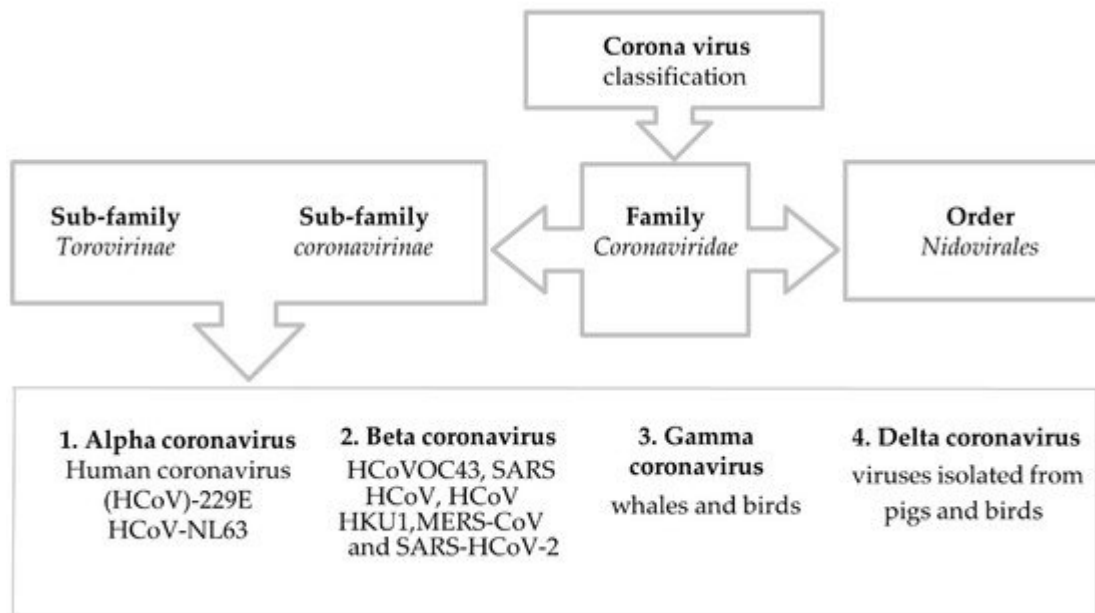 Corona virus
classification
Sub-family
Torovirinae
Sub-family
coronavirinae
Family
Coronaviridae
Order
Nidovirales
1. Alpha coronavirus
Human coronavirus
(HCoV)-229E
HCoV-NL63
2. Beta coronavirus
HCoVOC43, SARS
HCoV, HCoV
HKU1,MERS-CoV
and SARS-HCoV-2
3. Gamma
coronavirus
whales and birds
4. Delta coronavirus
viruses isolated from
pigs and birds